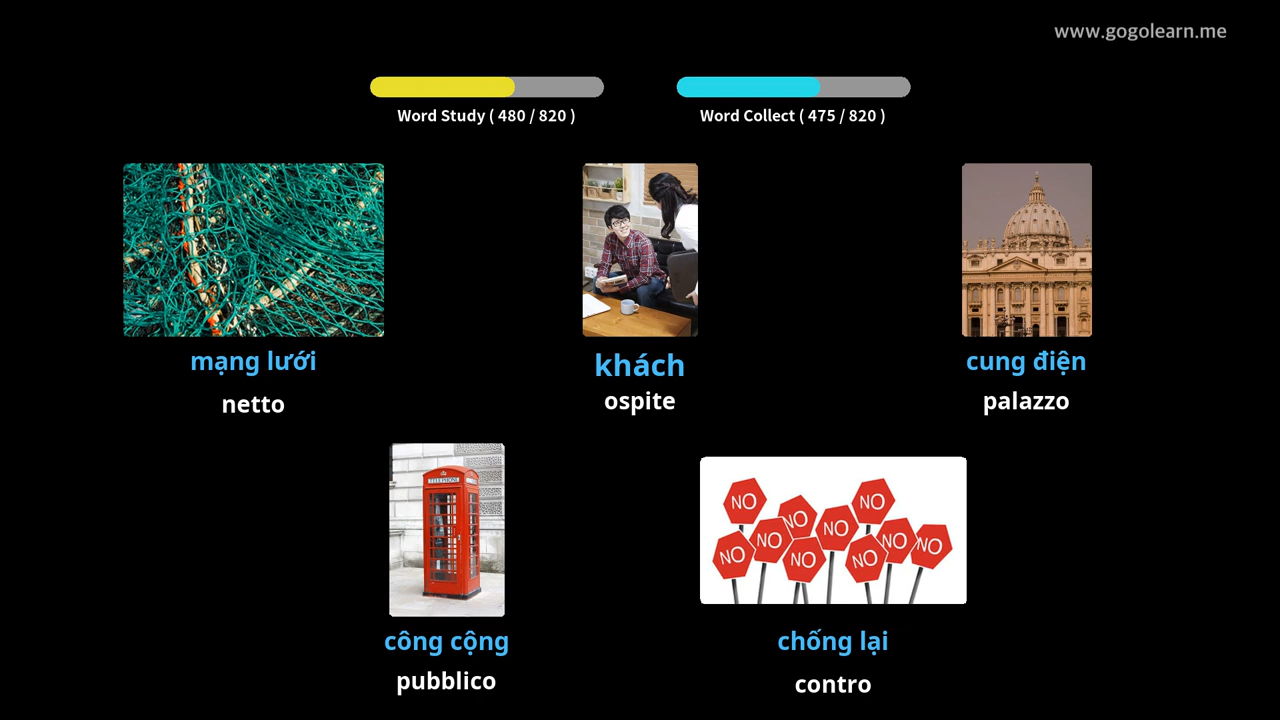 www.gogolearn.me
Word Study ( 480 / 820 )
Word Collect ( 475 / 820 )
mạng lưới
netto
khách
ospite
cung điện
palazzo
TELEPHONE
công cộng
pubblico
NO
NO
NO
NO
NO
NO
NO
NO
NO
NO
chống lại
contro